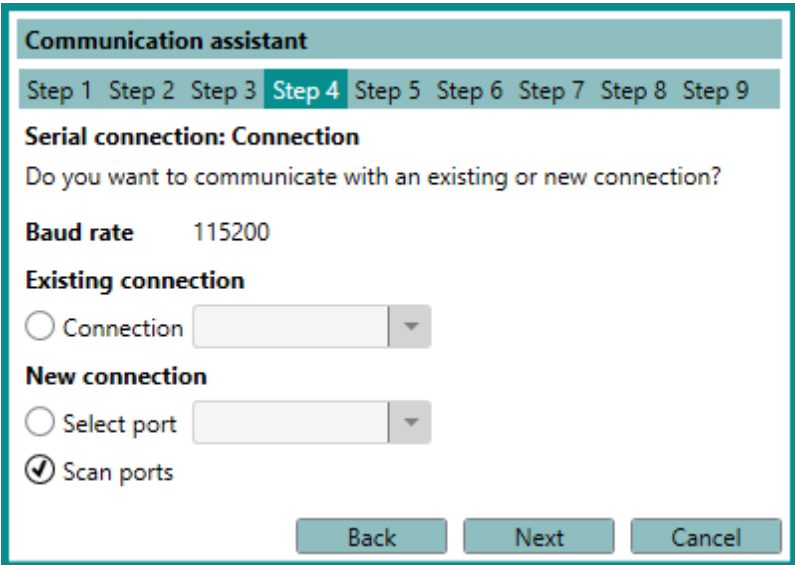 Communication assistant
Step 1 Step 2 Step 3 Step 4 Step 5 Step 6 Step 7 Step 8 Step 9
Serial connection: Connection
Do you want to communicate with an existing or new connection?
Baud rate 115200
Existing connection
Connection
New connection
Select port
Scan ports
Back Next Cancel